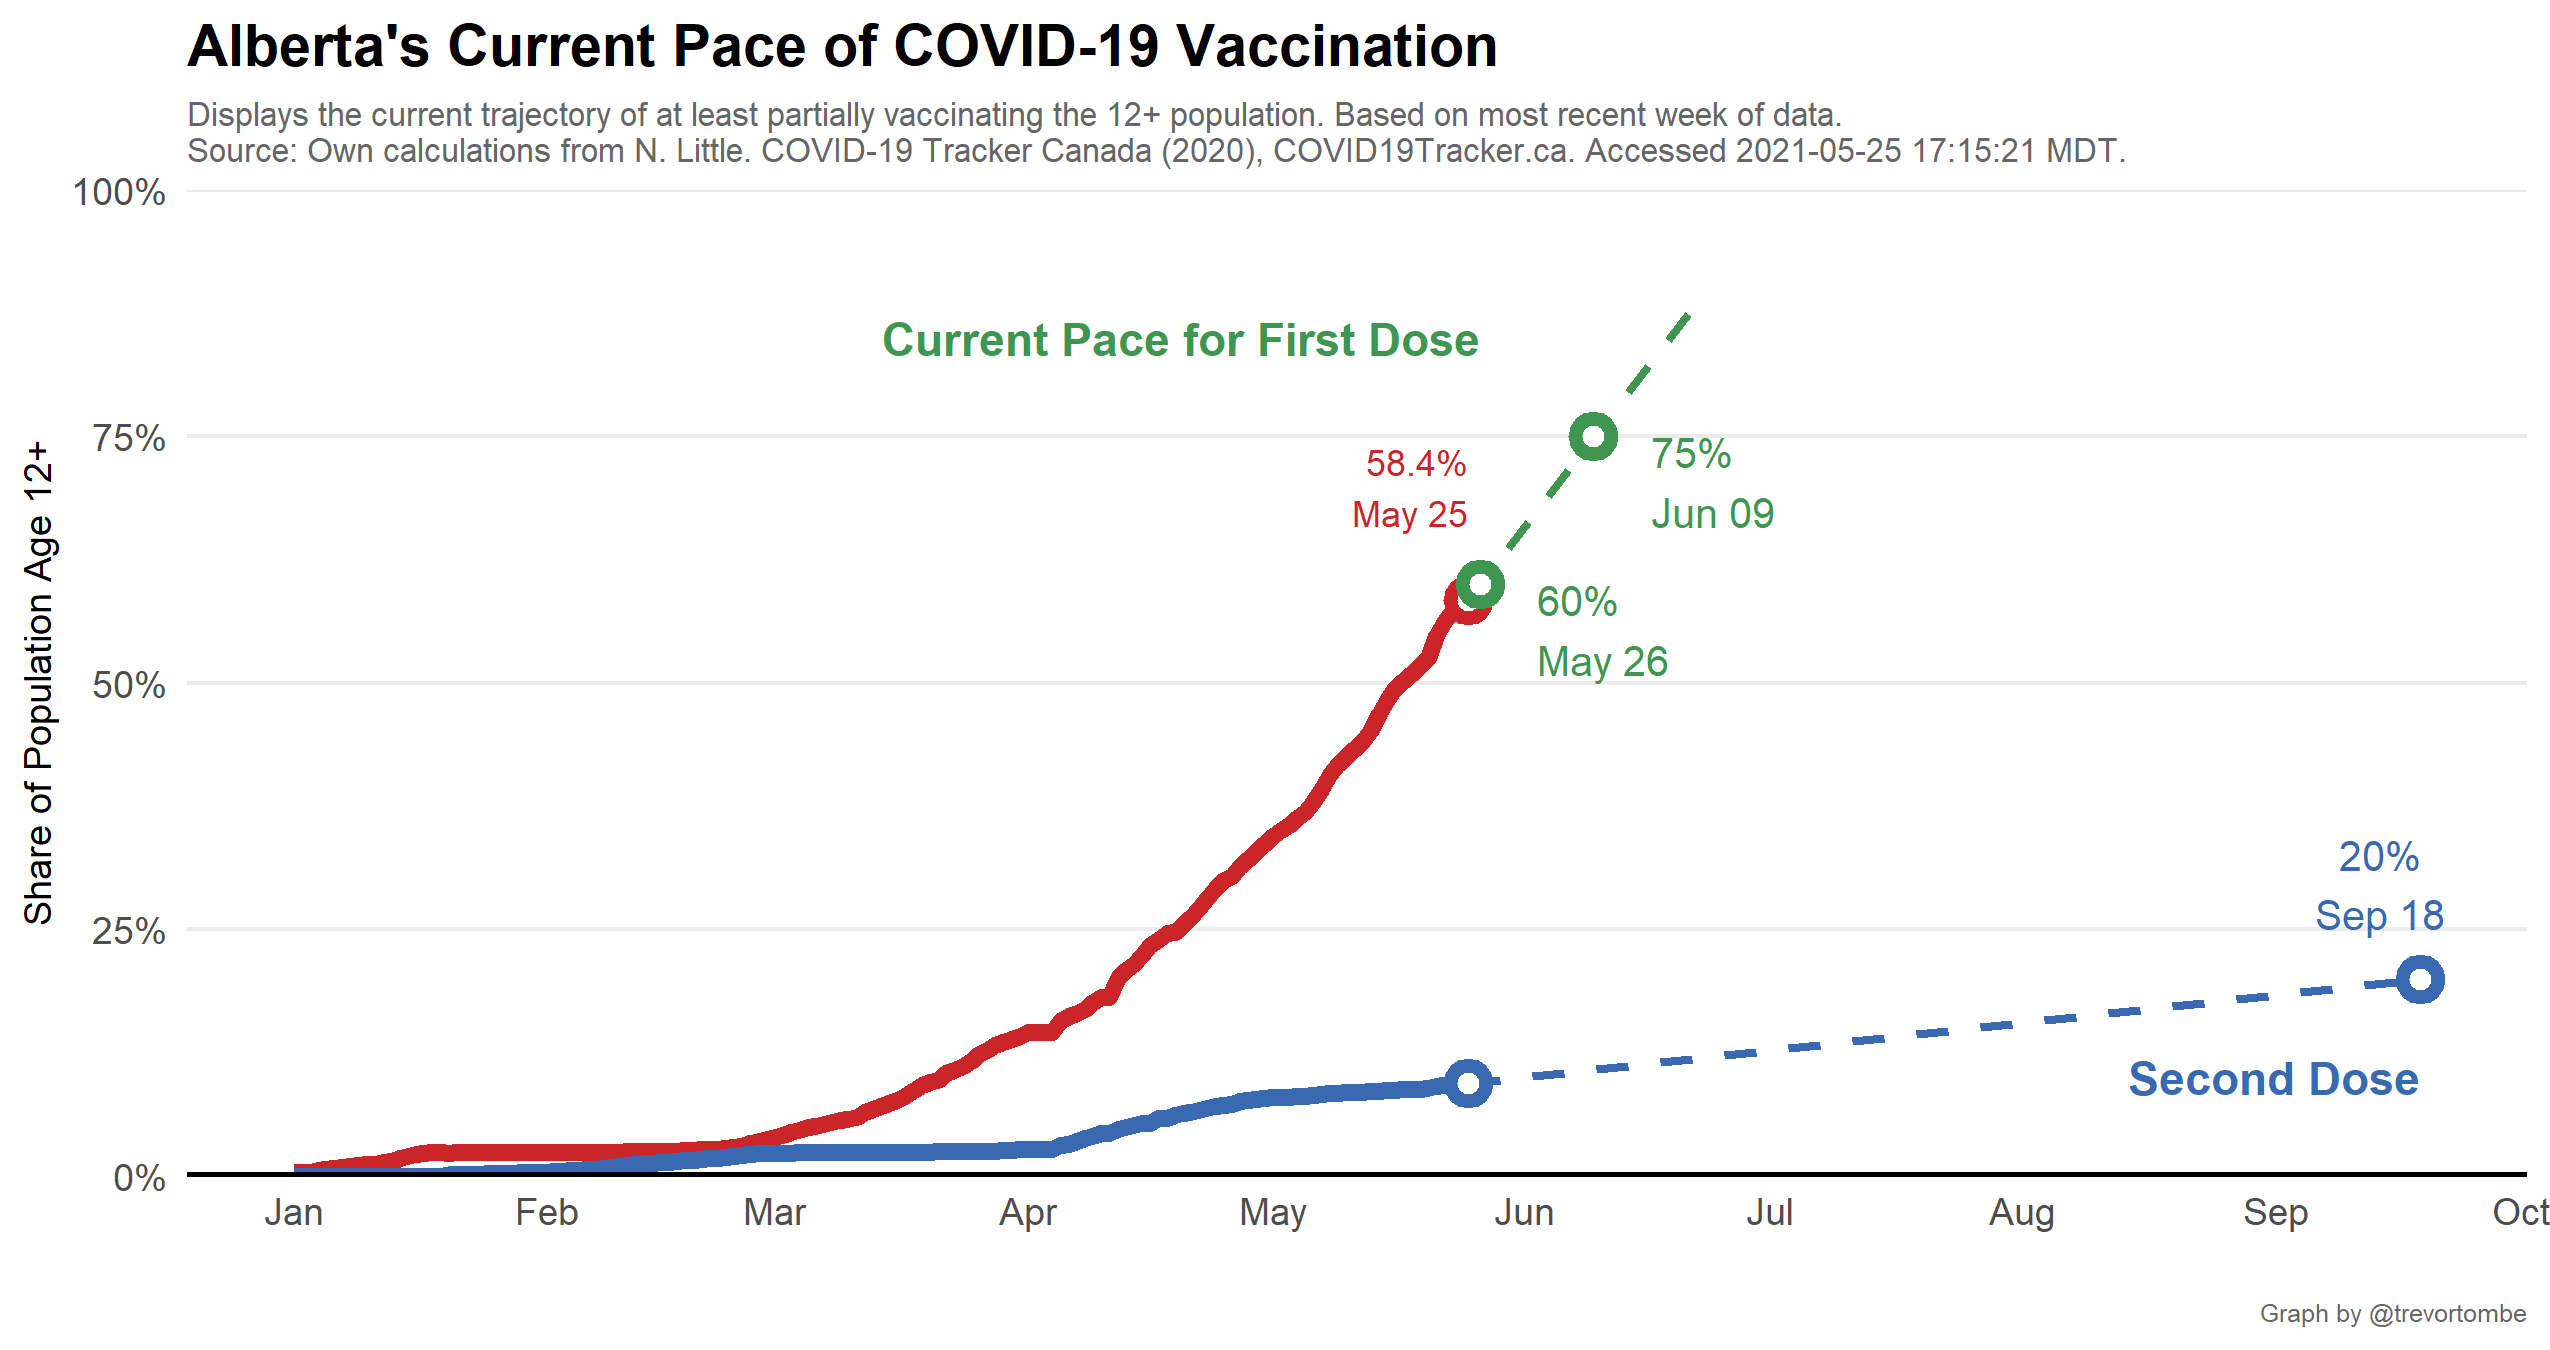 Alberta's Current Pace of COVID-19 Vaccination
Displays the current trajectory of at least partially vaccinating the 12+ population. Based on most recent week of data.
Source: Own calculations from N. Little. COVID-19 Tracker Canada (2020), COVID19Tracker.ca. Accessed 2021-05-25 17:15:21 MDT.
100%
75%
50%
25%
0%
Share of Population Age 12+
Current Pace for First Dose
58.4%
May 25
75%
Jun 09
60%
May 26
20%
Sep 18
Second Dose
Jan
Feb
Mar
Apr
May
Jun
Jul
Aug
Sep
Oct
Graph by @trevortombe